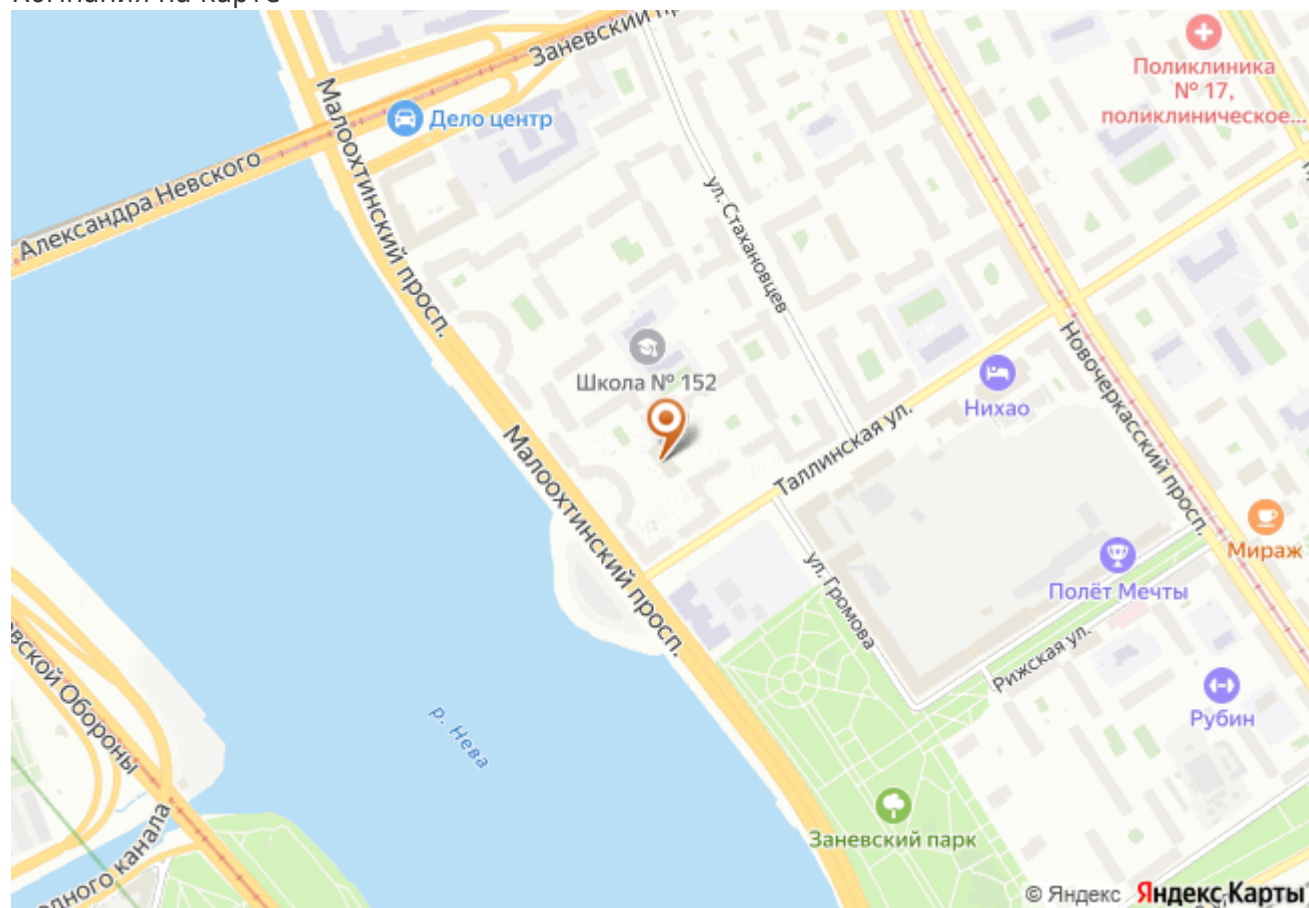 Заневский п
Поликлиника
№ 17,
поликлиническое...
Малоохтинский просп.
Дело центр
Александра Невского
ул. Стахановцев
Школа № 152
Нихао
Новочеркасский просп.
Таллинская ул.
Малоохтинский просп.
Мираж
Полёт Мечты
ул. Громова
Рижская ул.
Рубин
вской Обороны
р. Нева
Заневский парк
одного канала
© Яндекс Яндекс Карты